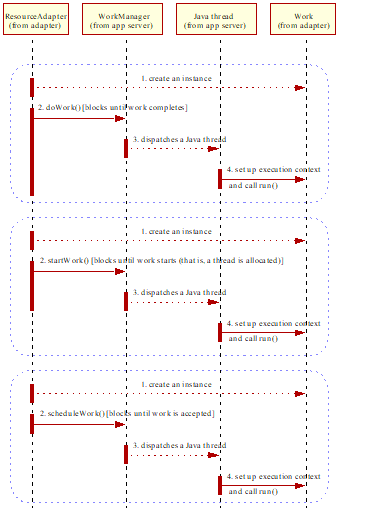 ResourceAdapter
(from adapter)
WorkManager
(from app server)
Java thread
(from app server)
Work
(from adapter)
1. create an instance
2. doWork() [blocks until work completes]
3. dispatches a Java thread
4. set up execution context
and call run()
1. create an instance
2. startWork() [blocks until work starts (that is, a thread is allocated)]
3. dispatches a Java thread
4. set up execution context
and call run()
1. create an instance
2. scheduleWork() [blocks until work is accepted]
3. dispatches a Java thread
4. set up execution context
and call run()